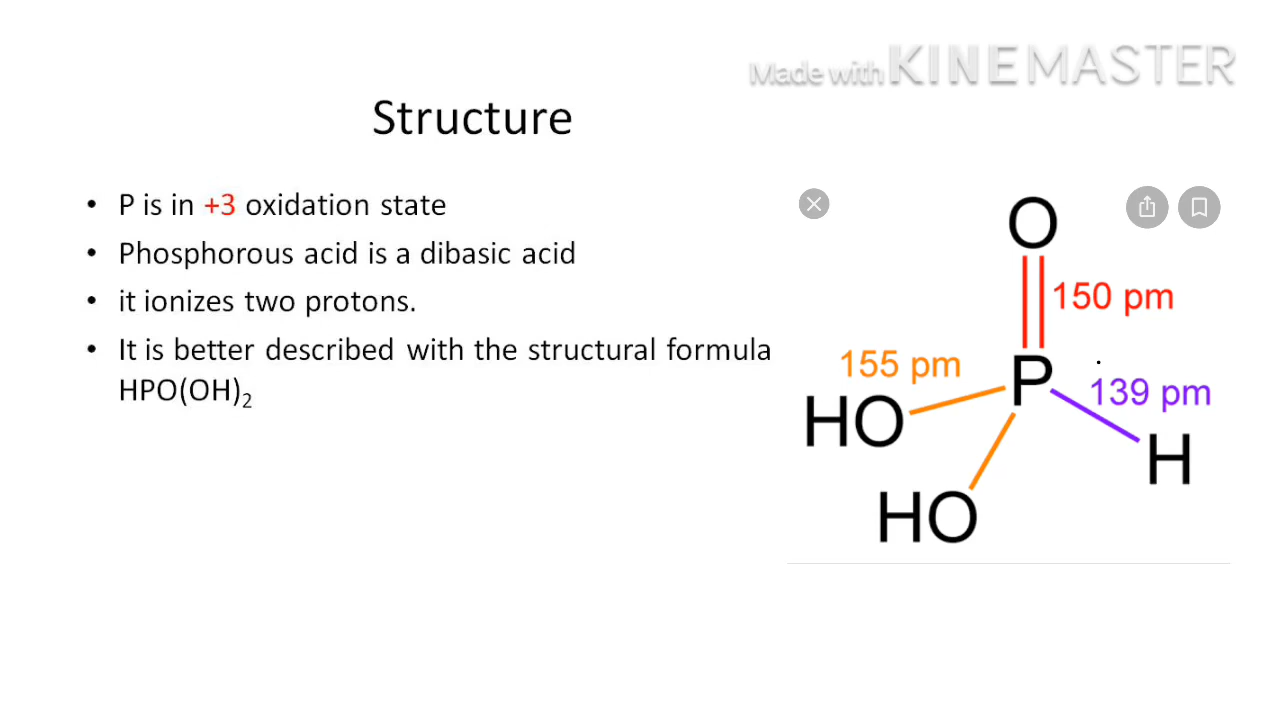 Made with KINEMASTER
Structure
• P is in +3 oxidation state
• Phosphorous acid is a dibasic acid
• it ionizes two protons.
• It is better described with the structural formula
HPO(OH)₂
O
150 pm
155 pm
P
139 pm
HO
H
HO